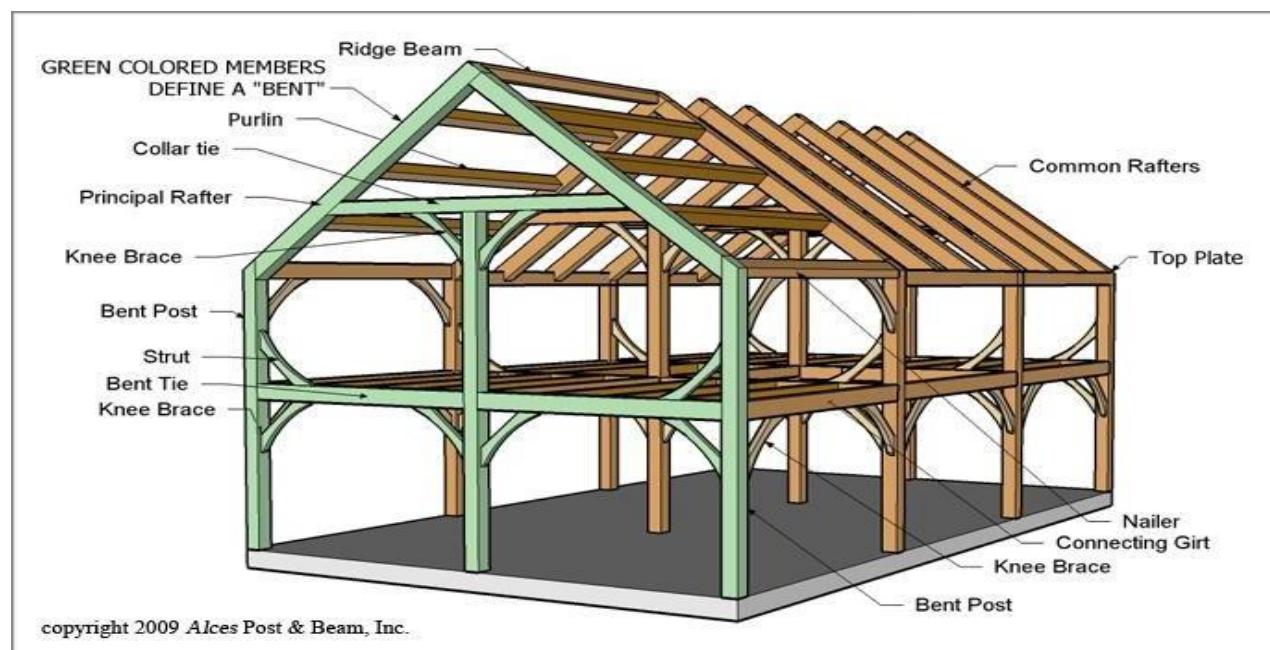 Ridge Beam
GREEN COLORED MEMBERS
DEFINE A "BENT"
Purlin
Collar tie
Principal Rafter
Knee Brace
Bent Post
Strut
Bent Tie
Knee Brace
Common Rafters
Top Plate
Nailer
Connecting Girt
Knee Brace
Bent Post
copyright 2009 Alces Post & Beam, Inc.